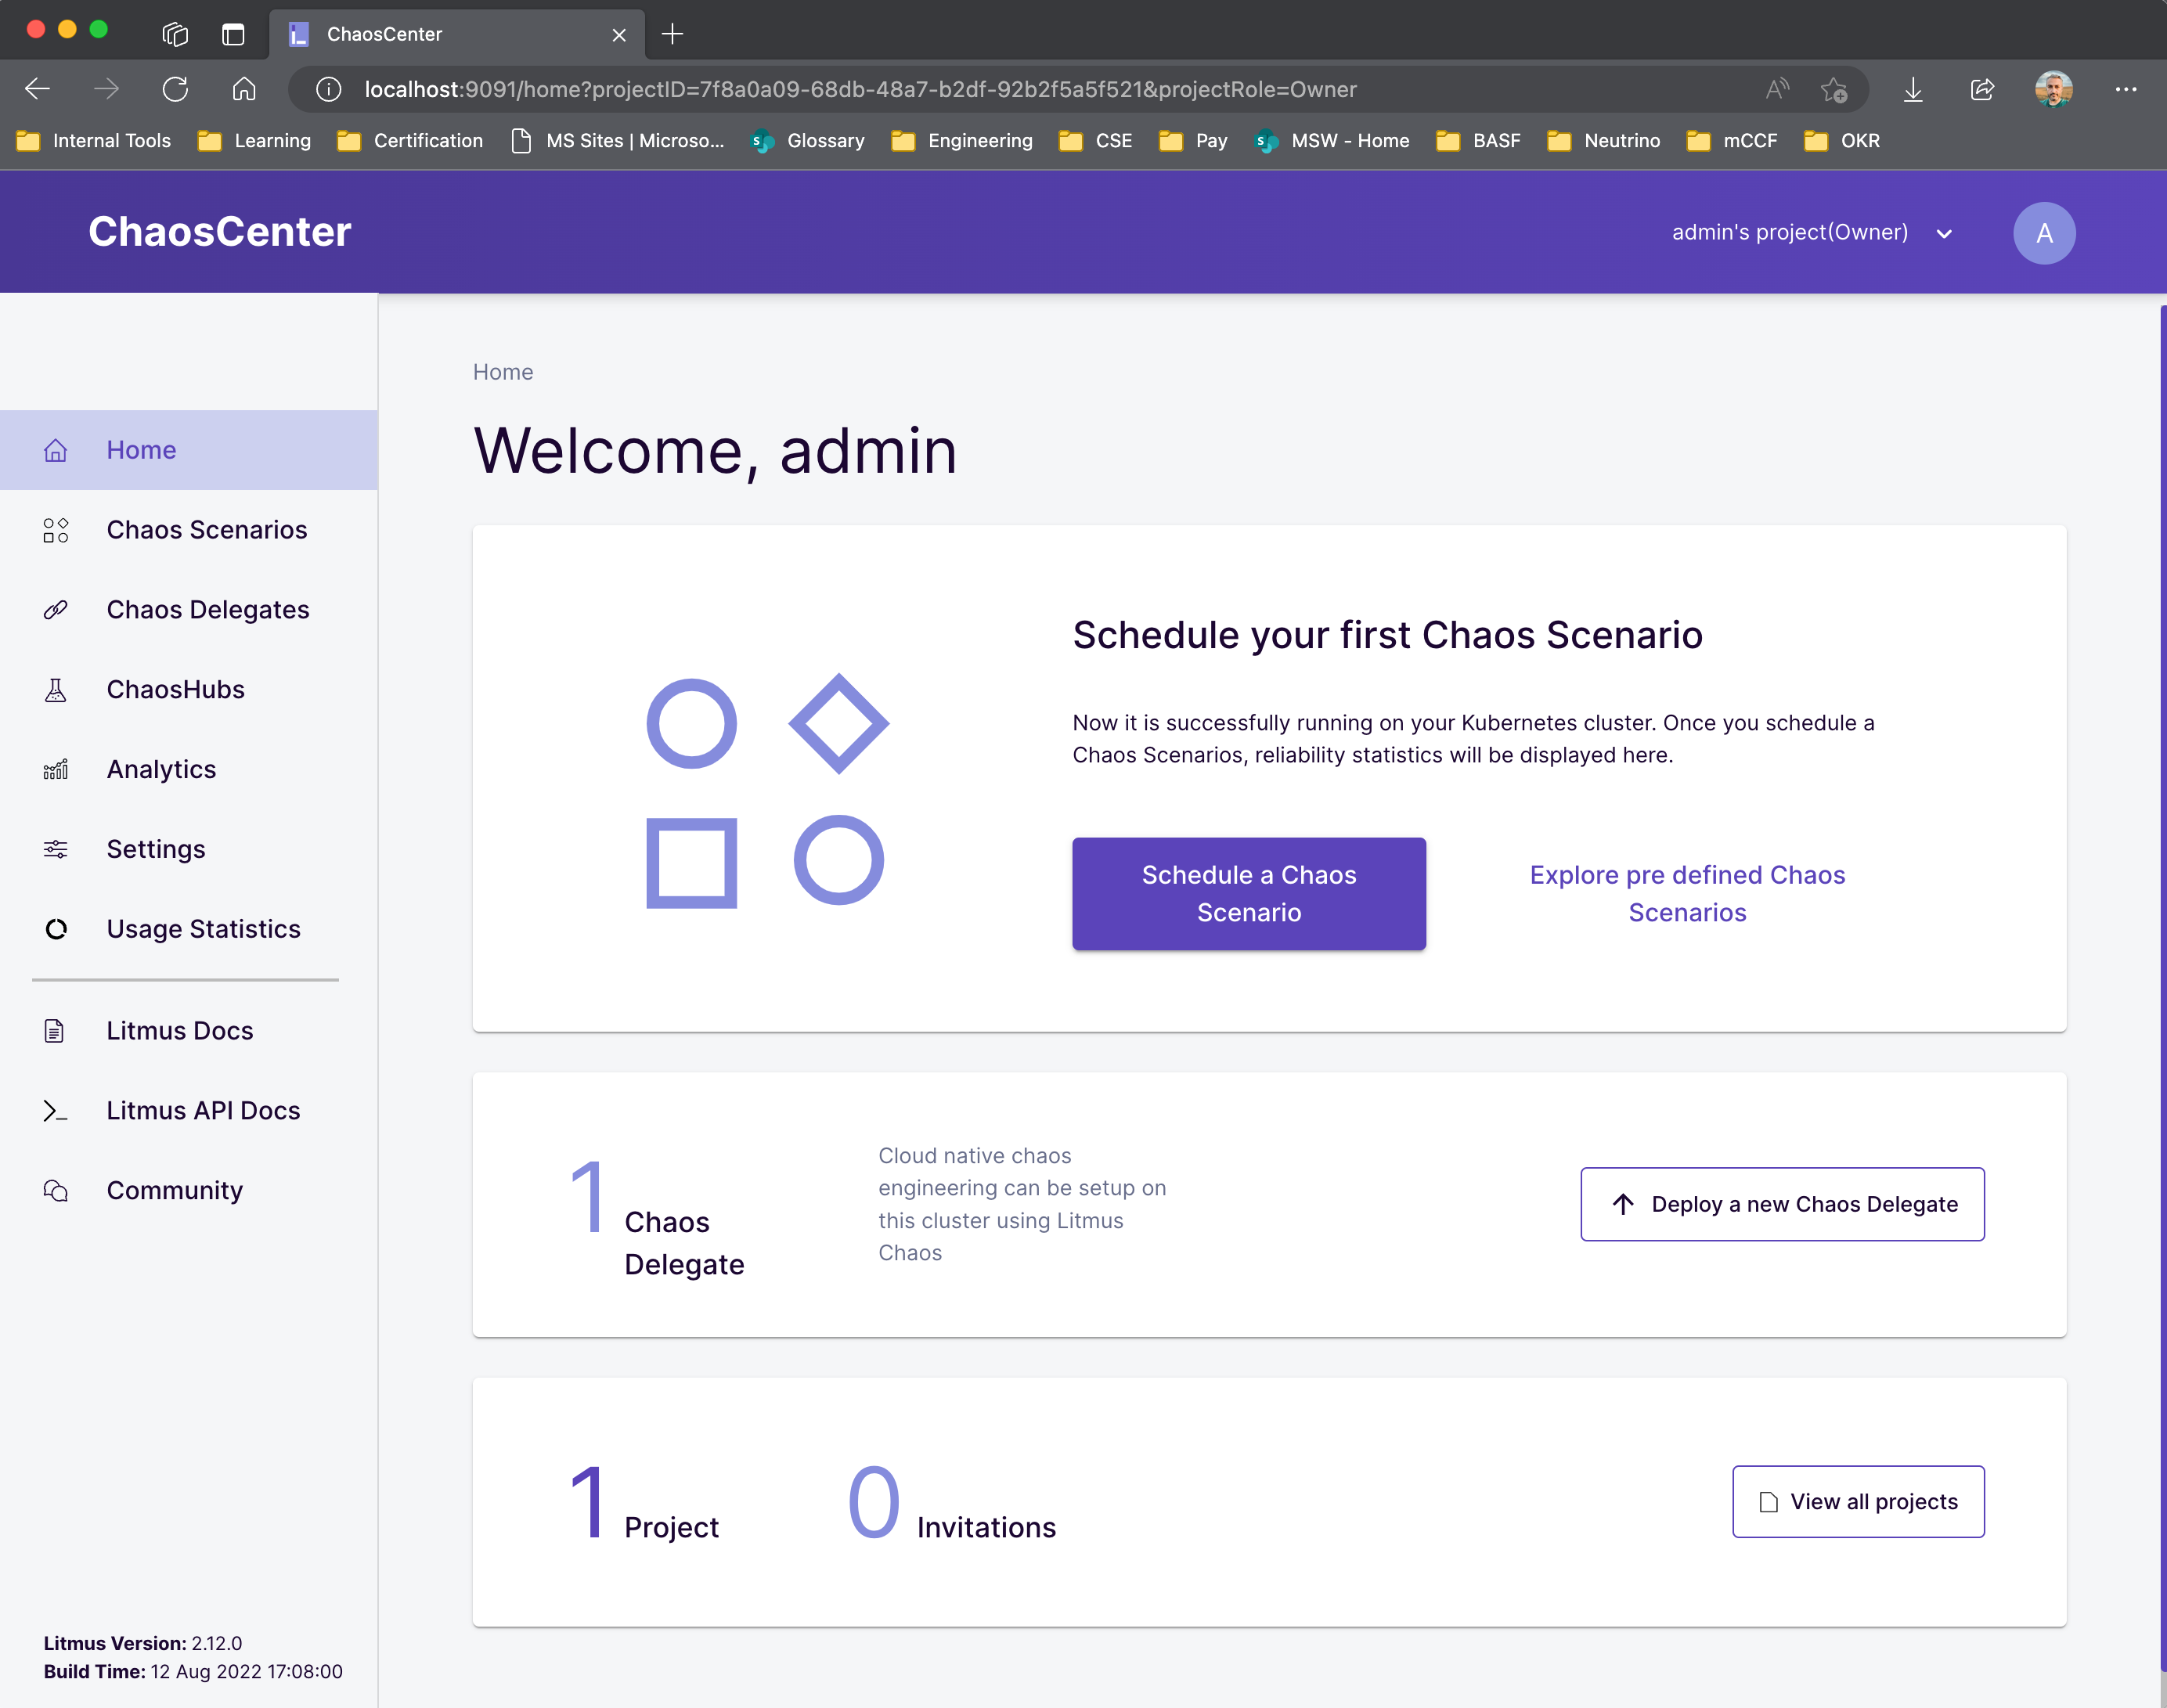 ChaosCenter
localhost:9091/home?projectID=7f8a0a09-68db-48a7-b2df-92b2f5a5f521&projectRole=Owner
Internal Tools
Learning
Certification
MS Sites | Microso...
Glossary
Engineering
CSE
Pay
MSW - Home
BASF
Neutrino
mCCF
OKR
ChaosCenter
admin's project(Owner)
A
Home
Chaos Scenarios
Chaos Delegates
ChaosHubs
Analytics
Settings
Usage Statistics
Litmus Docs
Litmus API Docs
Community
Litmus Version: 2.12.0
Build Time: 12 Aug 2022 17:08:00
Home
Welcome, admin
Schedule your first Chaos Scenario
Now it is successfully running on your Kubernetes cluster. Once you schedule a
Chaos Scenarios, reliability statistics will be displayed here.
Schedule a Chaos
Scenario
Explore pre defined Chaos
Scenarios
1 Chaos
Delegate
Cloud native chaos
engineering can be setup on
this cluster using Litmus
Chaos
Deploy a new Chaos Delegate
1 Project
0 Invitations
View all projects